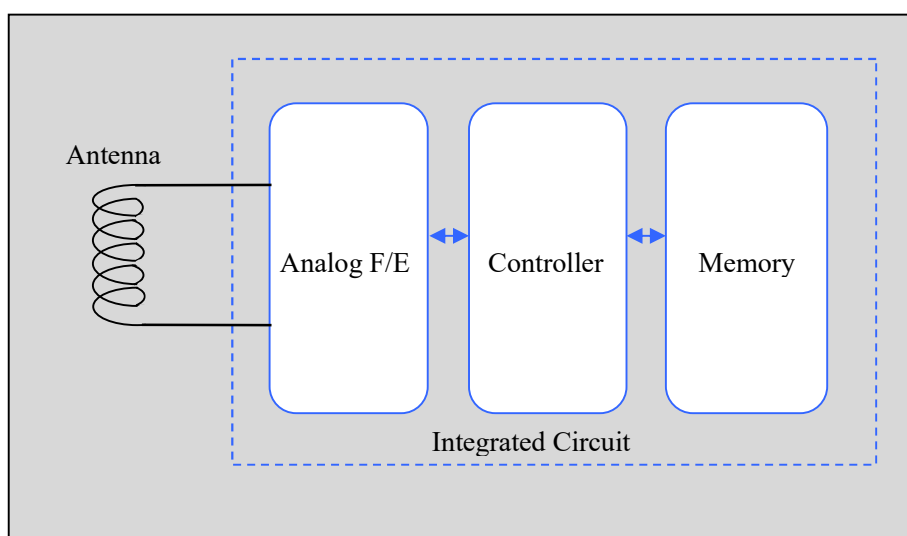 Antenna
Analog F/E
Controller
Memory
Integrated Circuit